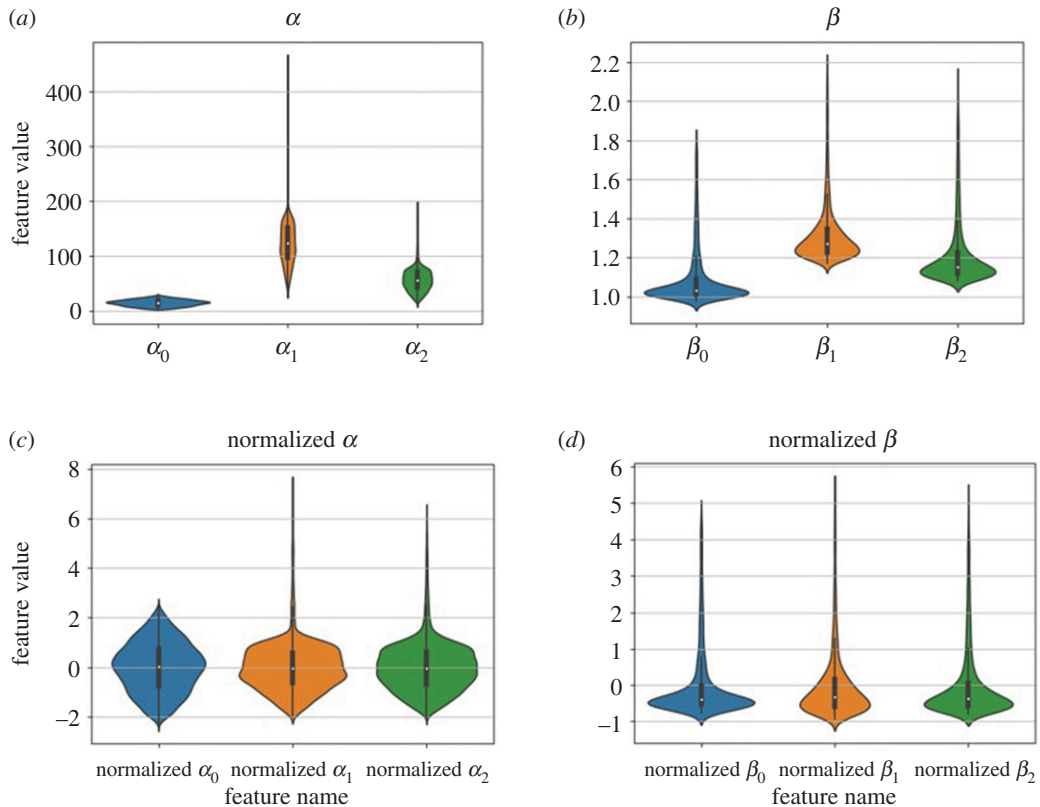 (a)
α
feature value
400
300
200
100
0
α₀ α₁ α₂
(b)
β
2.2
2.0
1.8
1.6
1.4
1.2
1.0
β₀ β₁ β₂
(c)
normalized α
feature value
8
6
4
2
0
−2
normalized α₀ normalized α₁ normalized α₂
feature name
(d)
normalized β
6
5
4
3
2
1
−0
−1
normalized β₀ normalized β₁ normalized β₂
feature name